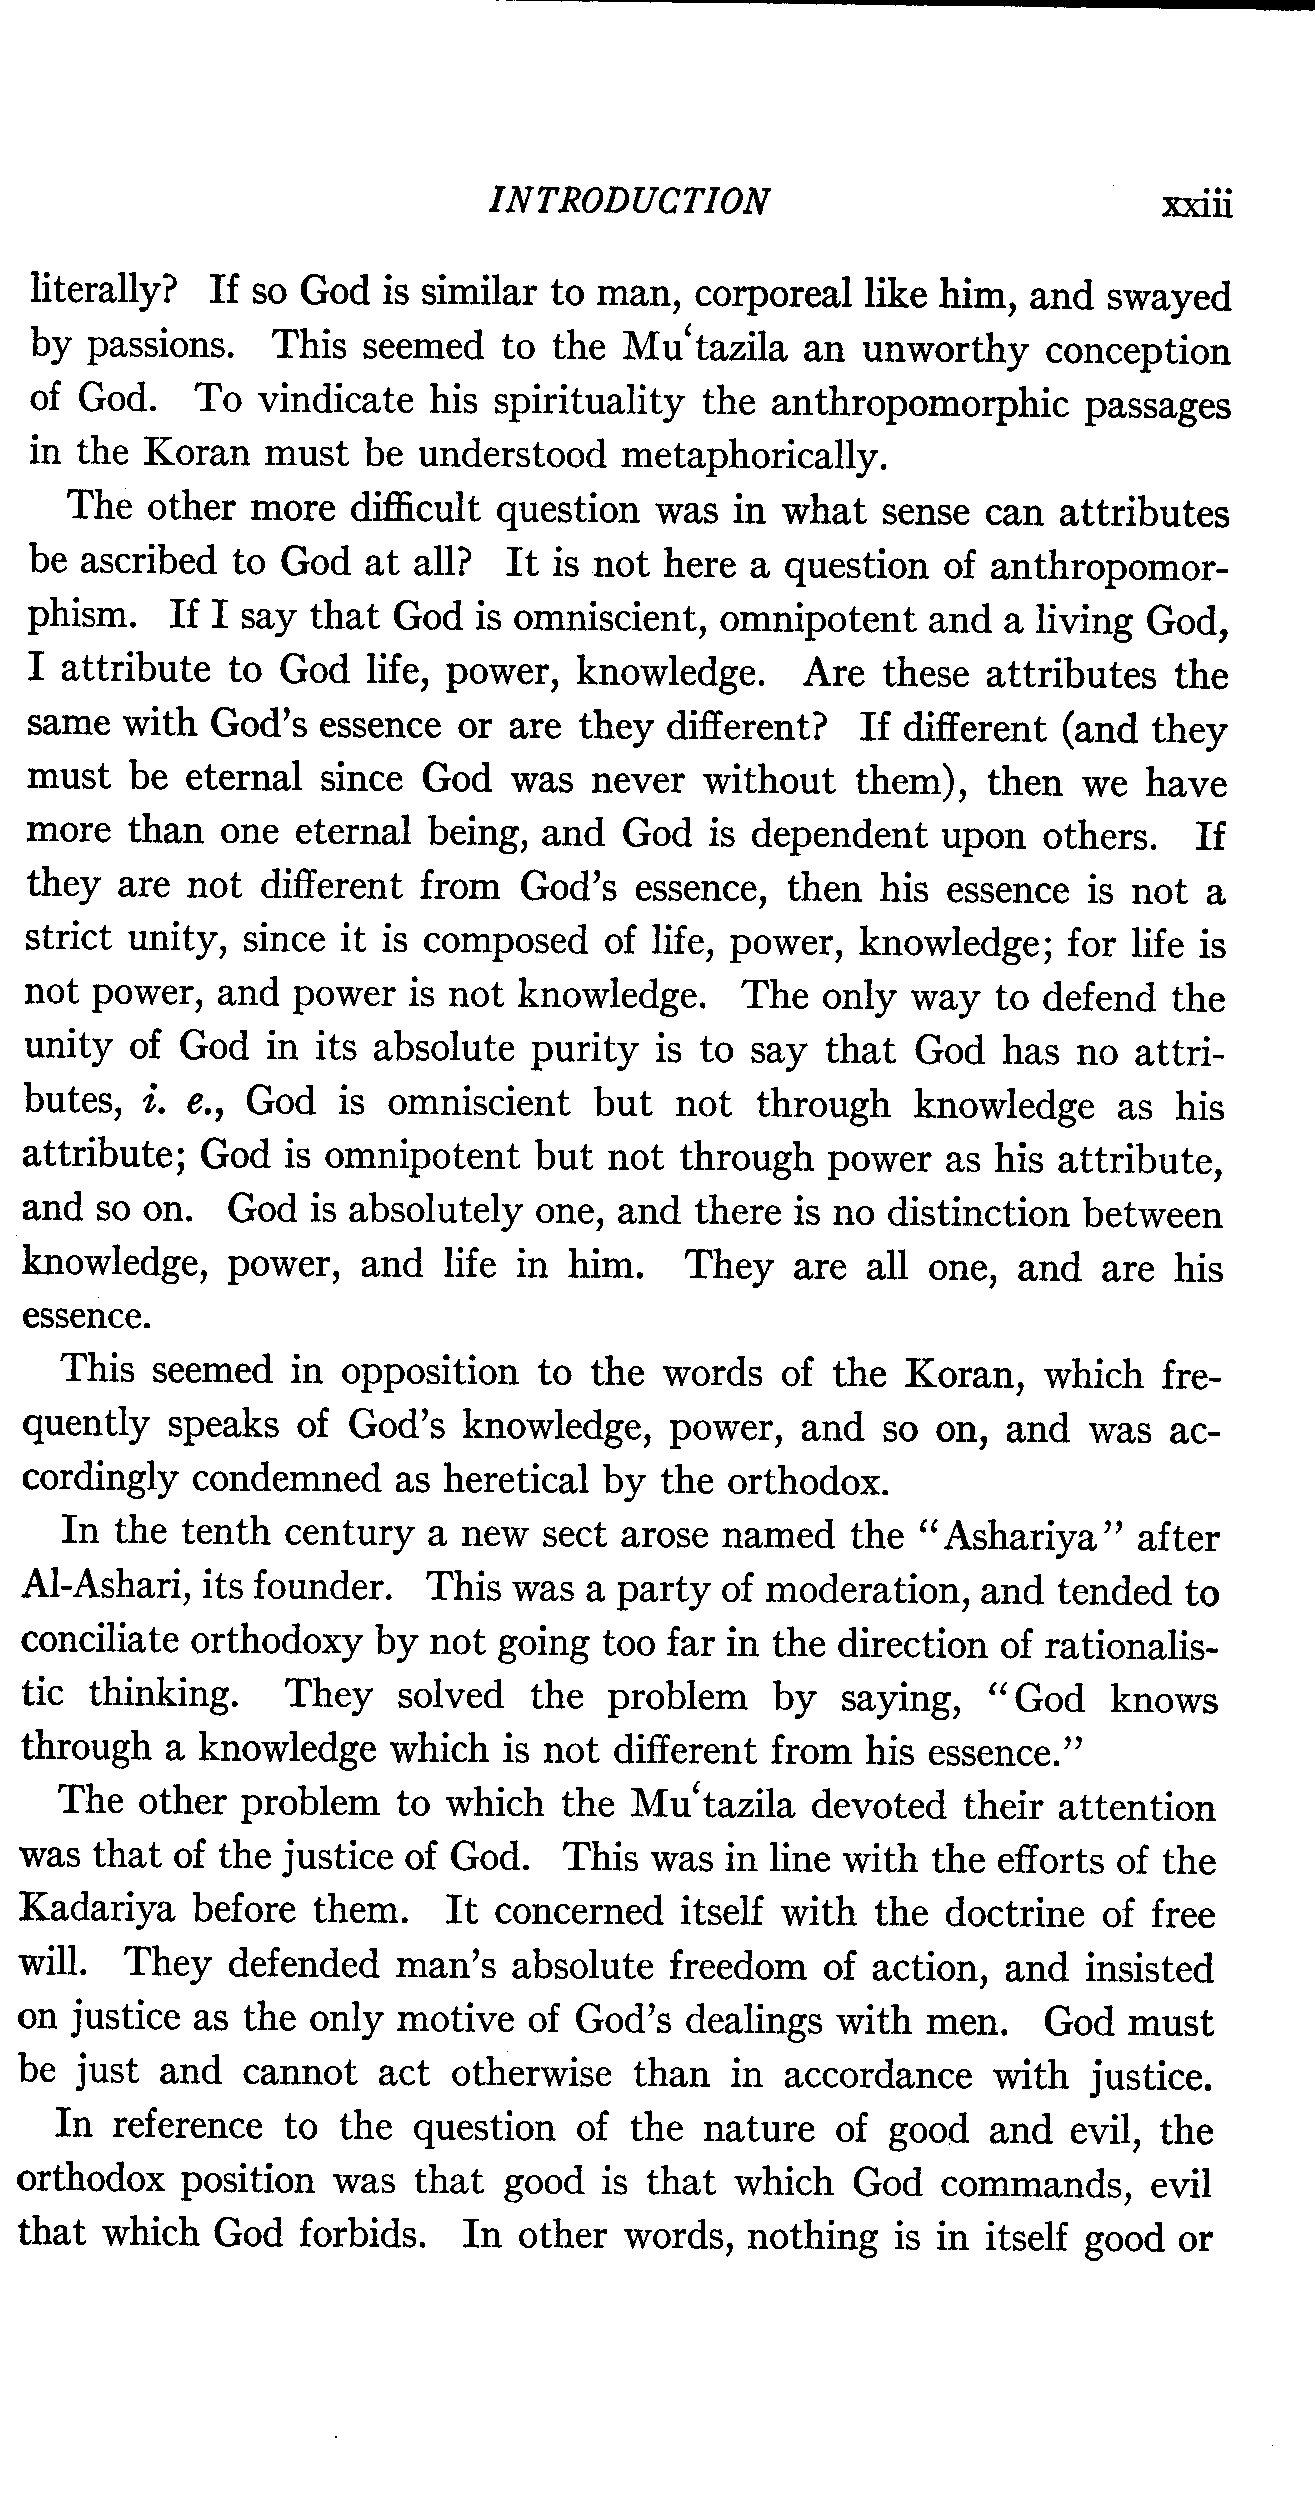 INTRODUCTION xxiii
literally? If so God is similar to man, corporeal like him, and swayed
by passions. This seemed to the Mu‘tazila an unworthy conception
of God. To vindicate his spirituality the anthropomorphic passages
in the Koran must be understood metaphorically.
The other more difficult question was in what sense can attributes
be ascribed to God at all? It is not here a question of anthropomor-
phism. If I say that God is omniscient, omnipotent and a living God,
I attribute to God life, power, knowledge. Are these attributes the
same with God's essence or are they different? If different (and they
must be eternal since God was never without them), then we have
more than one eternal being, and God is dependent upon others. If
they are not different from God's essence, then his essence is not a
strict unity, since it is composed of life, power, knowledge; for life is
not power, and power is not knowledge. The only way to defend the
unity of God in its absolute purity is to say that God has no attri-
butes, i. e., God is omniscient but not through knowledge as his
attribute; God is omnipotent but not through power as his attribute,
and so on. God is absolutely one, and there is no distinction between
knowledge, power, and life in him. They are all one, and are his
essence.
This seemed in opposition to the words of the Koran, which fre-
quently speaks of God's knowledge, power, and so on, and was ac-
cordingly condemned as heretical by the orthodox.
In the tenth century a new sect arose named the “Ashariya” after
Al-Ashari, its founder. This was a party of moderation, and tended to
conciliate orthodoxy by not going too far in the direction of rationalis-
tic thinking. They solved the problem by saying, “God knows
through a knowledge which is not different from his essence.”
The other problem to which the Mu‘tazila devoted their attention
was that of the justice of God. This was in line with the efforts of the
Kadariya before them. It concerned itself with the doctrine of free
will. They defended man's absolute freedom of action, and insisted
on justice as the only motive of God's dealings with men. God must
be just and cannot act otherwise than in accordance with justice.
In reference to the question of the nature of good and evil, the
orthodox position was that good is that which God commands, evil
that which God forbids. In other words, nothing is in itself good or